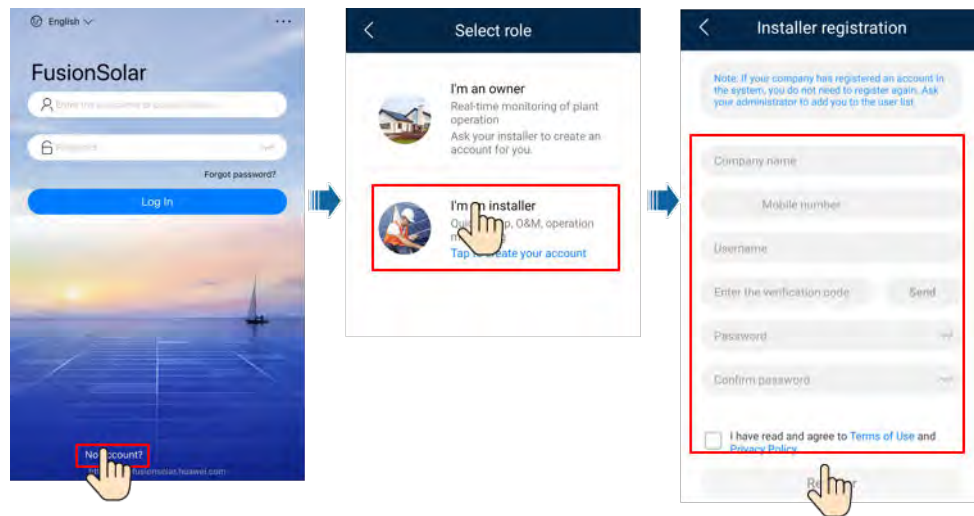 English
...
FusionSolar
Password
Forgot password?
Log In
No account?
Select role
I'm an owner
Real-time monitoring of plant
operation
Ask your installer to create an
account for you.
I'm an installer
O&M, operation
Tap to create your account
Installer registration
Note: If your company has registered an account in
the system, you do not need to register again. Ask
your administrator to add you to the user list.
Company name
Mobile number
Username
Enter the verification code
Send
Password
Confirm password
I have read and agree to Terms of Use and
Privacy Policy
Register